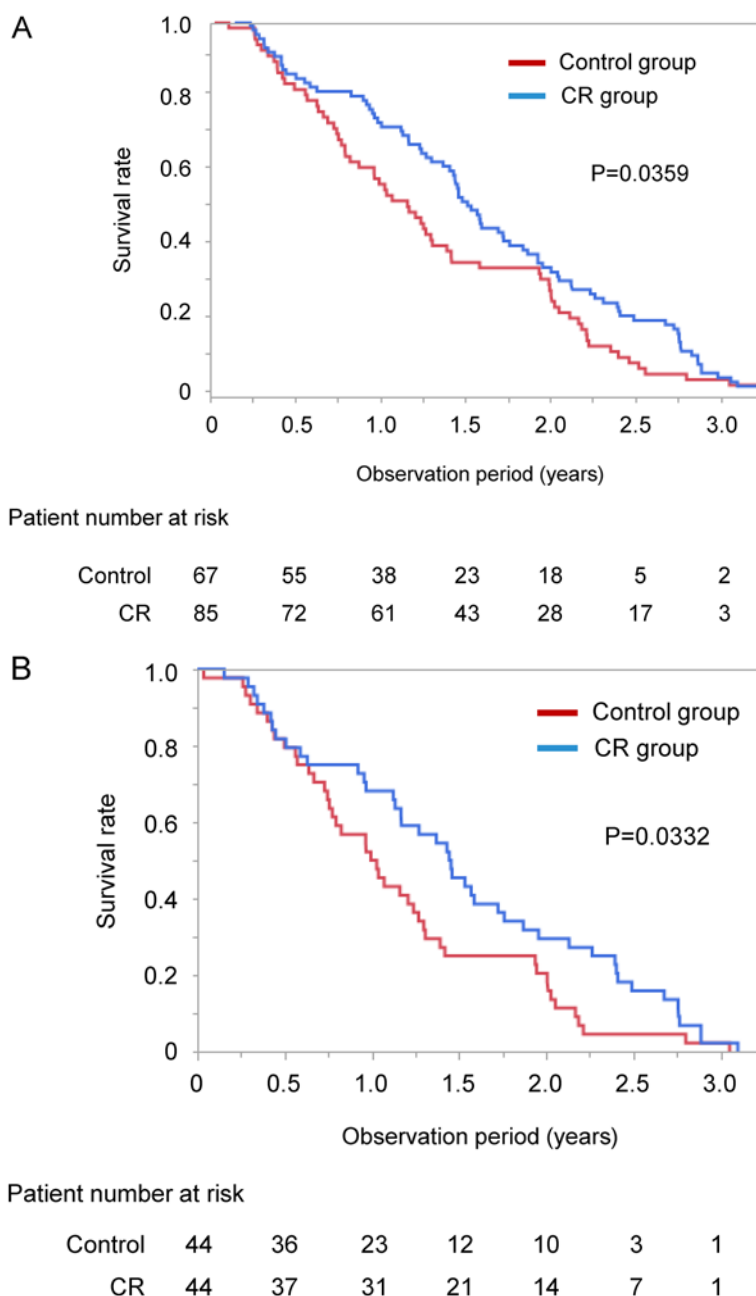 A
1.0
0.8
0.6
0.4
0.2
0
Survival rate
Control group
CR group
P=0.0359
0 0.5 1.0 1.5 2.0 2.5 3.0
Observation period (years)
Patient number at risk
Control 67 55 38 23 18 5 2
CR 85 72 61 43 28 17 3
B
1.0
0.8
0.6
0.4
0.2
0
Survival rate
Control group
CR group
P=0.0332
0 0.5 1.0 1.5 2.0 2.5 3.0
Observation period (years)
Patient number at risk
Control 44 36 23 12 10 3 1
CR 44 37 31 21 14 7 1